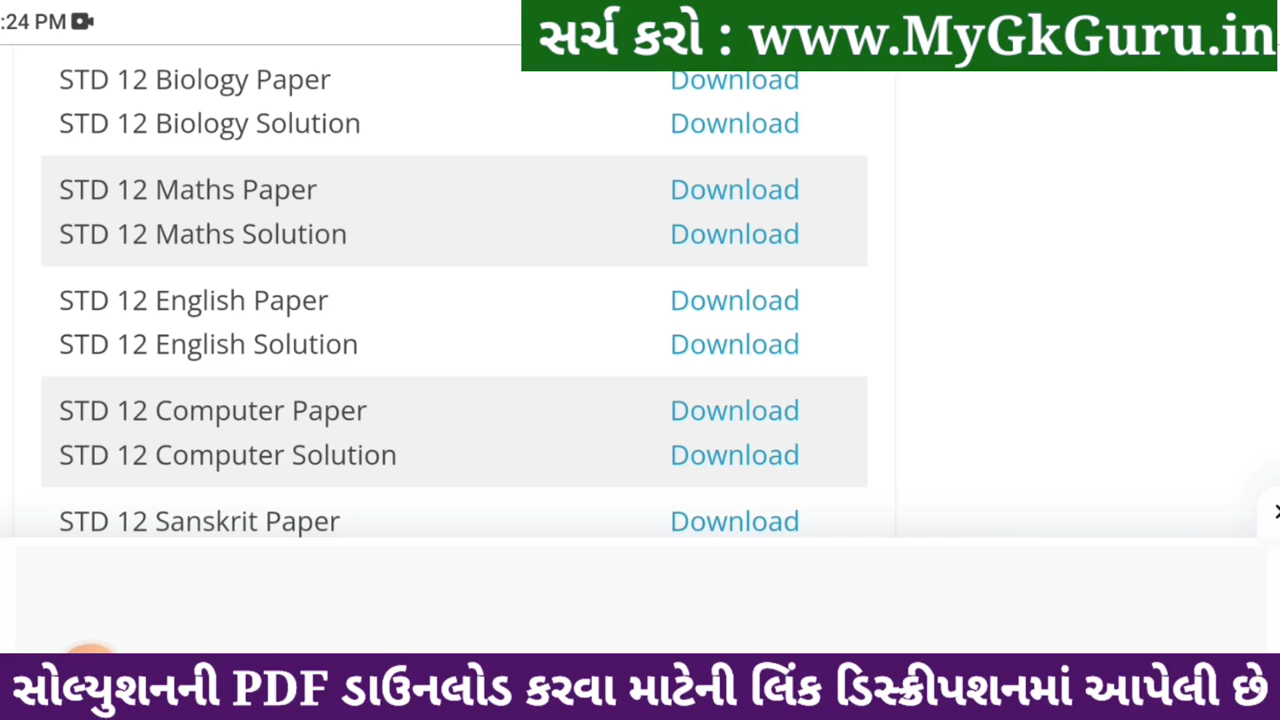 :24 PM
સર્ચ કરો : www.MyGkGuru.in
STD 12 Biology Paper Download
STD 12 Biology Solution Download
STD 12 Maths Paper Download
STD 12 Maths Solution Download
STD 12 English Paper Download
STD 12 English Solution Download
STD 12 Computer Paper Download
STD 12 Computer Solution Download
STD 12 Sanskrit Paper Download
સોલ્યુશનની PDF ડાઉનલોડ કરવા માટેની લિંક ડિસ્ક્રીપશનમાં આપેલી છે